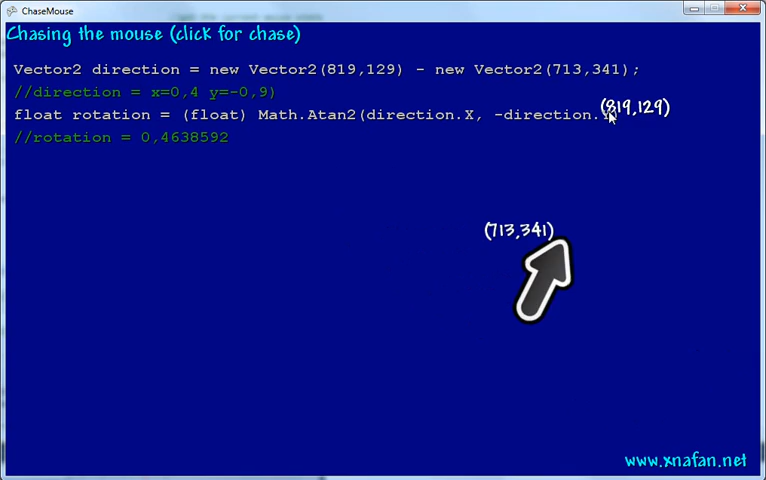 ChaseMouse
Chasing the mouse (click for chase)
Vector2 direction = new Vector2(819,129) - new Vector2(713,341);
//direction = x=0,4 y=-0,9)
(819,129)
float rotation = (float) Math.Atan2(direction.X, -direction.
//rotation = 0,4638592
(713,341)
www.xnafan.net